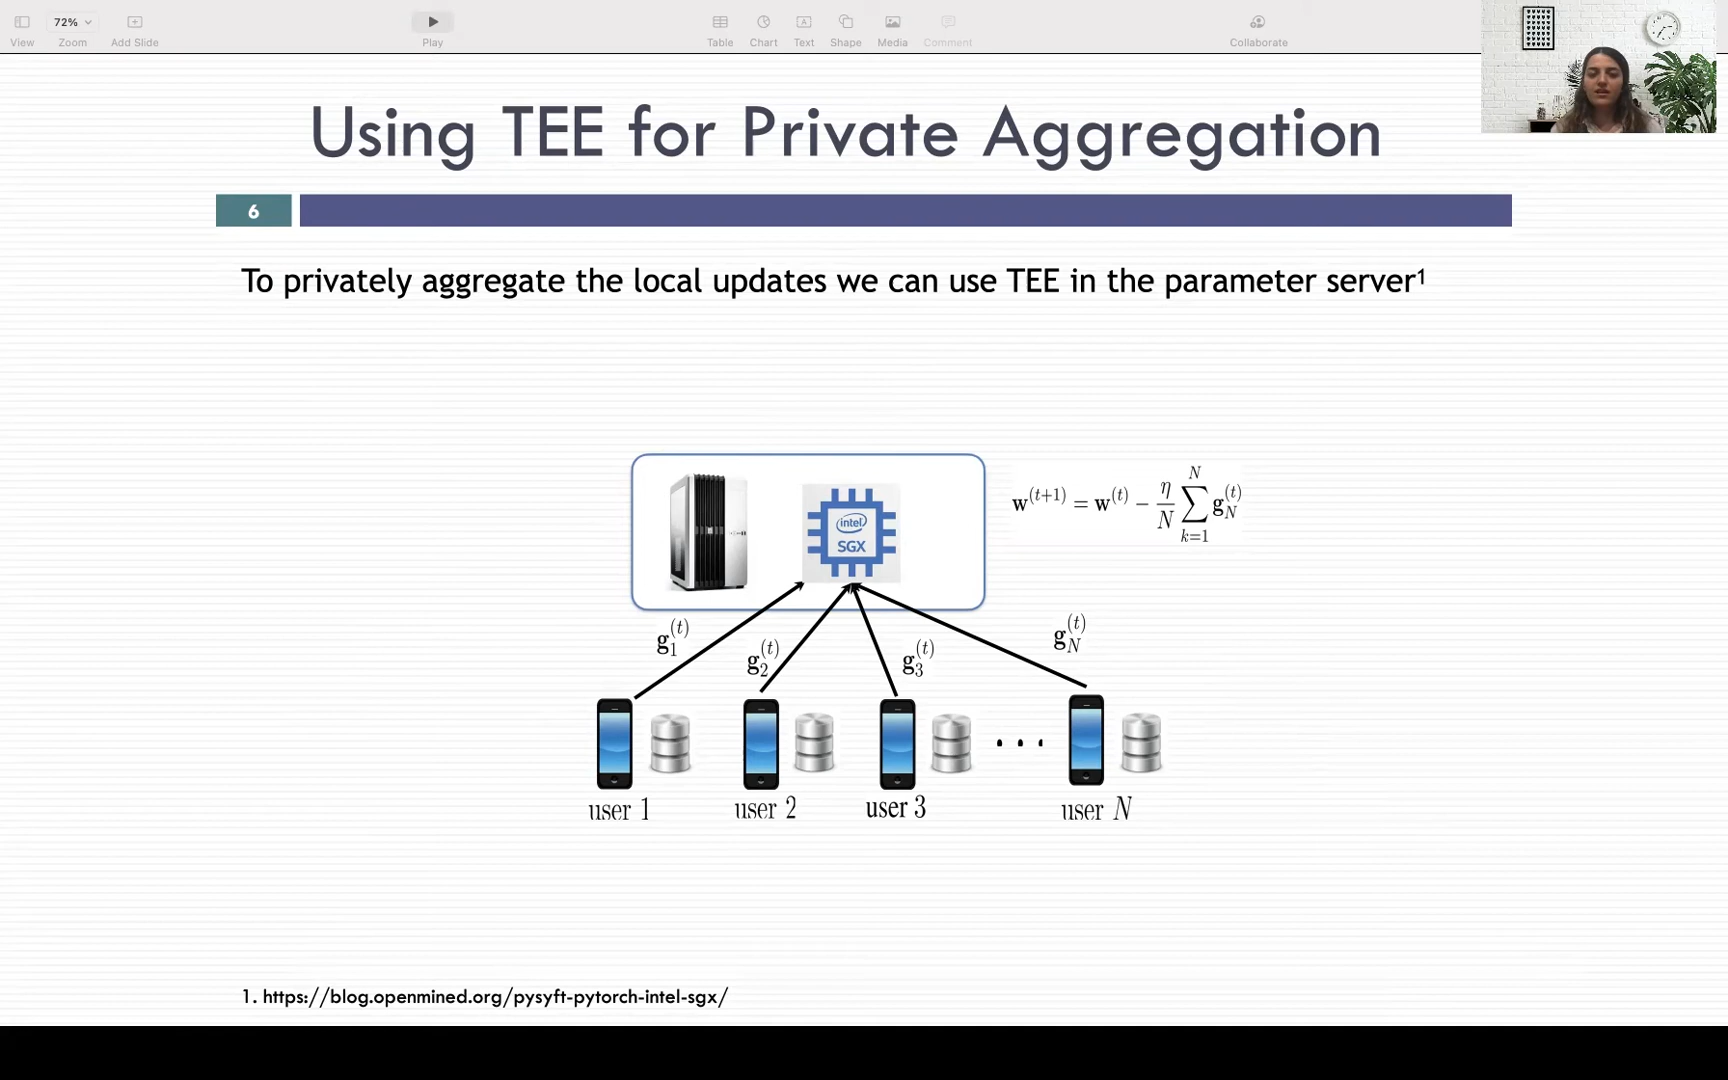 72%
View
Zoom
Add Slide
Play
Table
Chart
Text
Shape
Media
Comment
Collaborate
Using TEE for Private Aggregation
6
To privately aggregate the local updates we can use TEE in the parameter server¹
intel
SGX
w^{(t+1)} = w^{(t)} − \frac{η}{N} \sum_{k=1}^{N} g_N^{(t)}
g_1^{(t)}
g_2^{(t)}
g_3^{(t)}
g_N^{(t)}
. . .
user 1
user 2
user 3
user N
1. https://blog.openmined.org/pysyft-pytorch-intel-sgx/